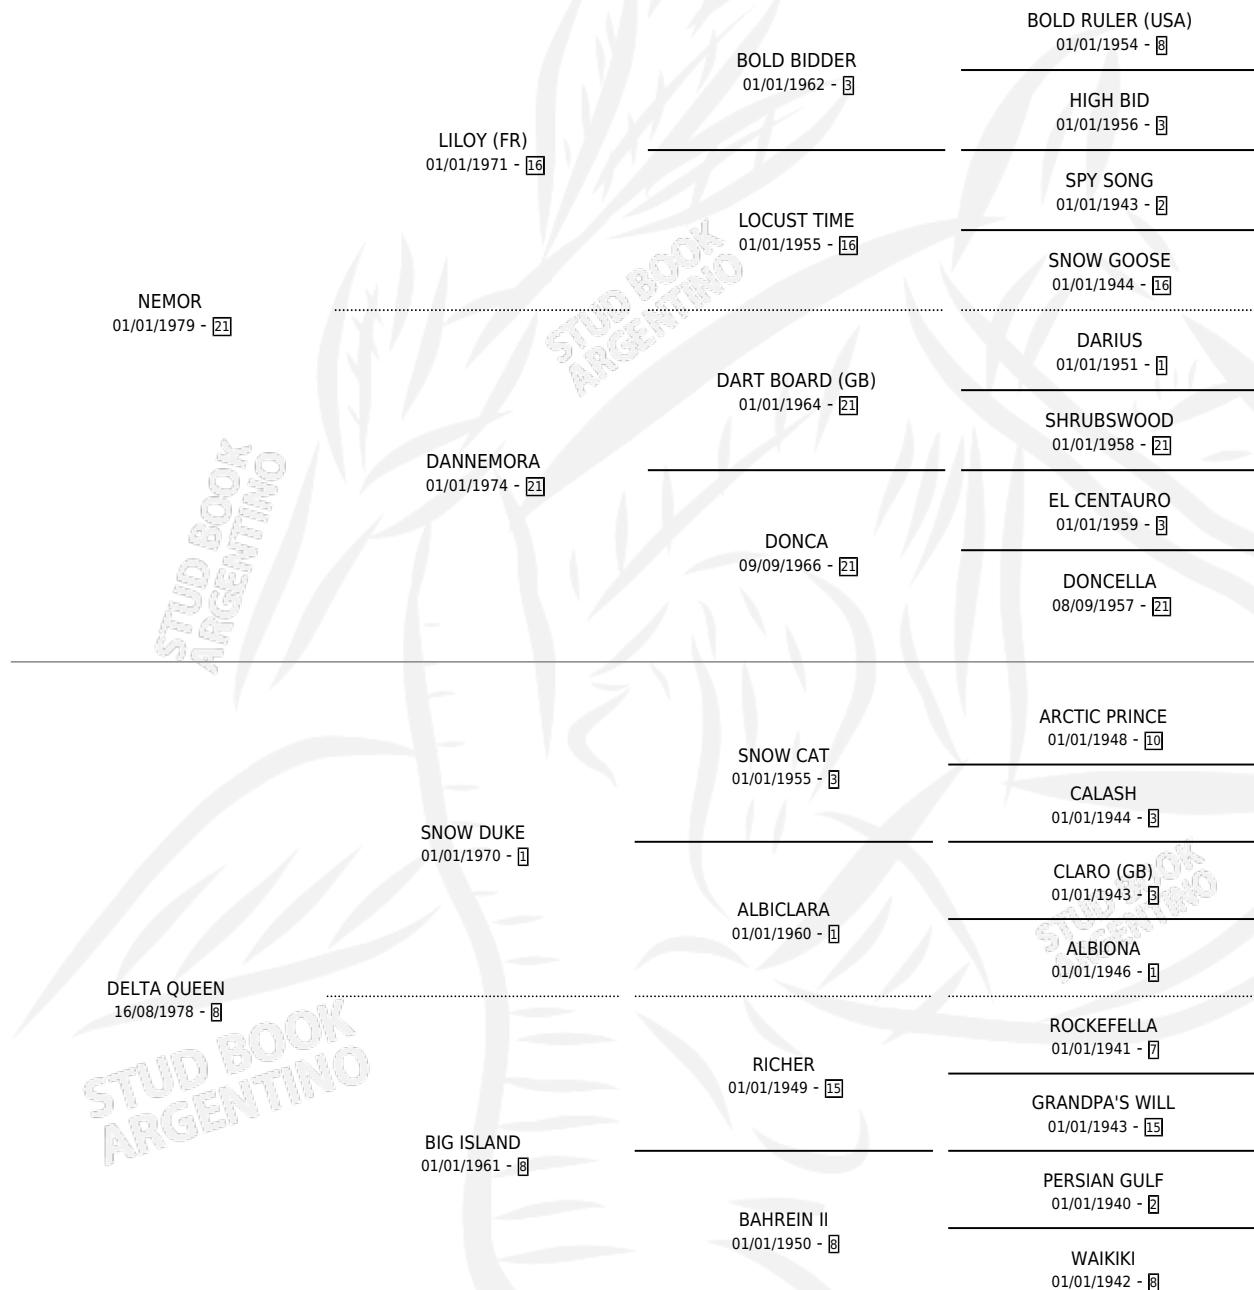 BOLD RULER (USA)
01/01/1954 - 8
BOLD BIDDER
01/01/1962 - 3
HIGH BID
01/01/1956 - 3
LILOY (FR)
01/01/1971 - 16
SPY SONG
01/01/1943 - 2
LOCUST TIME
01/01/1955 - 16
SNOW GOOSE
01/01/1944 - 16
NEMOR
01/01/1979 - 21
DARIUS
01/01/1951 - 1
DART BOARD (GB)
01/01/1964 - 21
SHRUBSWOOD
01/01/1958 - 21
DANNEMORA
01/01/1974 - 21
EL CENTAURO
01/01/1959 - 3
DONCA
09/09/1966 - 21
DONCELLA
08/09/1957 - 21
ARCTIC PRINCE
01/01/1948 - 10
SNOW CAT
01/01/1955 - 3
CALASH
01/01/1944 - 3
SNOW DUKE
01/01/1970 - 1
CLARO (GB)
01/01/1943 - 3
ALBICLARA
01/01/1960 - 1
ALBIONA
01/01/1946 - 1
DELTA QUEEN
16/08/1978 - 8
ROCKEFELLA
01/01/1941 - 7
RICHER
01/01/1949 - 15
GRANDPA'S WILL
01/01/1943 - 15
BIG ISLAND
01/01/1961 - 8
PERSIAN GULF
01/01/1940 - 2
BAHREIN II
01/01/1950 - 8
WAIKIKI
01/01/1942 - 8
STUD BOOK
ARGENTINO
STUD BOOK
ARGENTINO
STUD BOOK
ARGENTINO
STUD BOOK
ARGENTINO